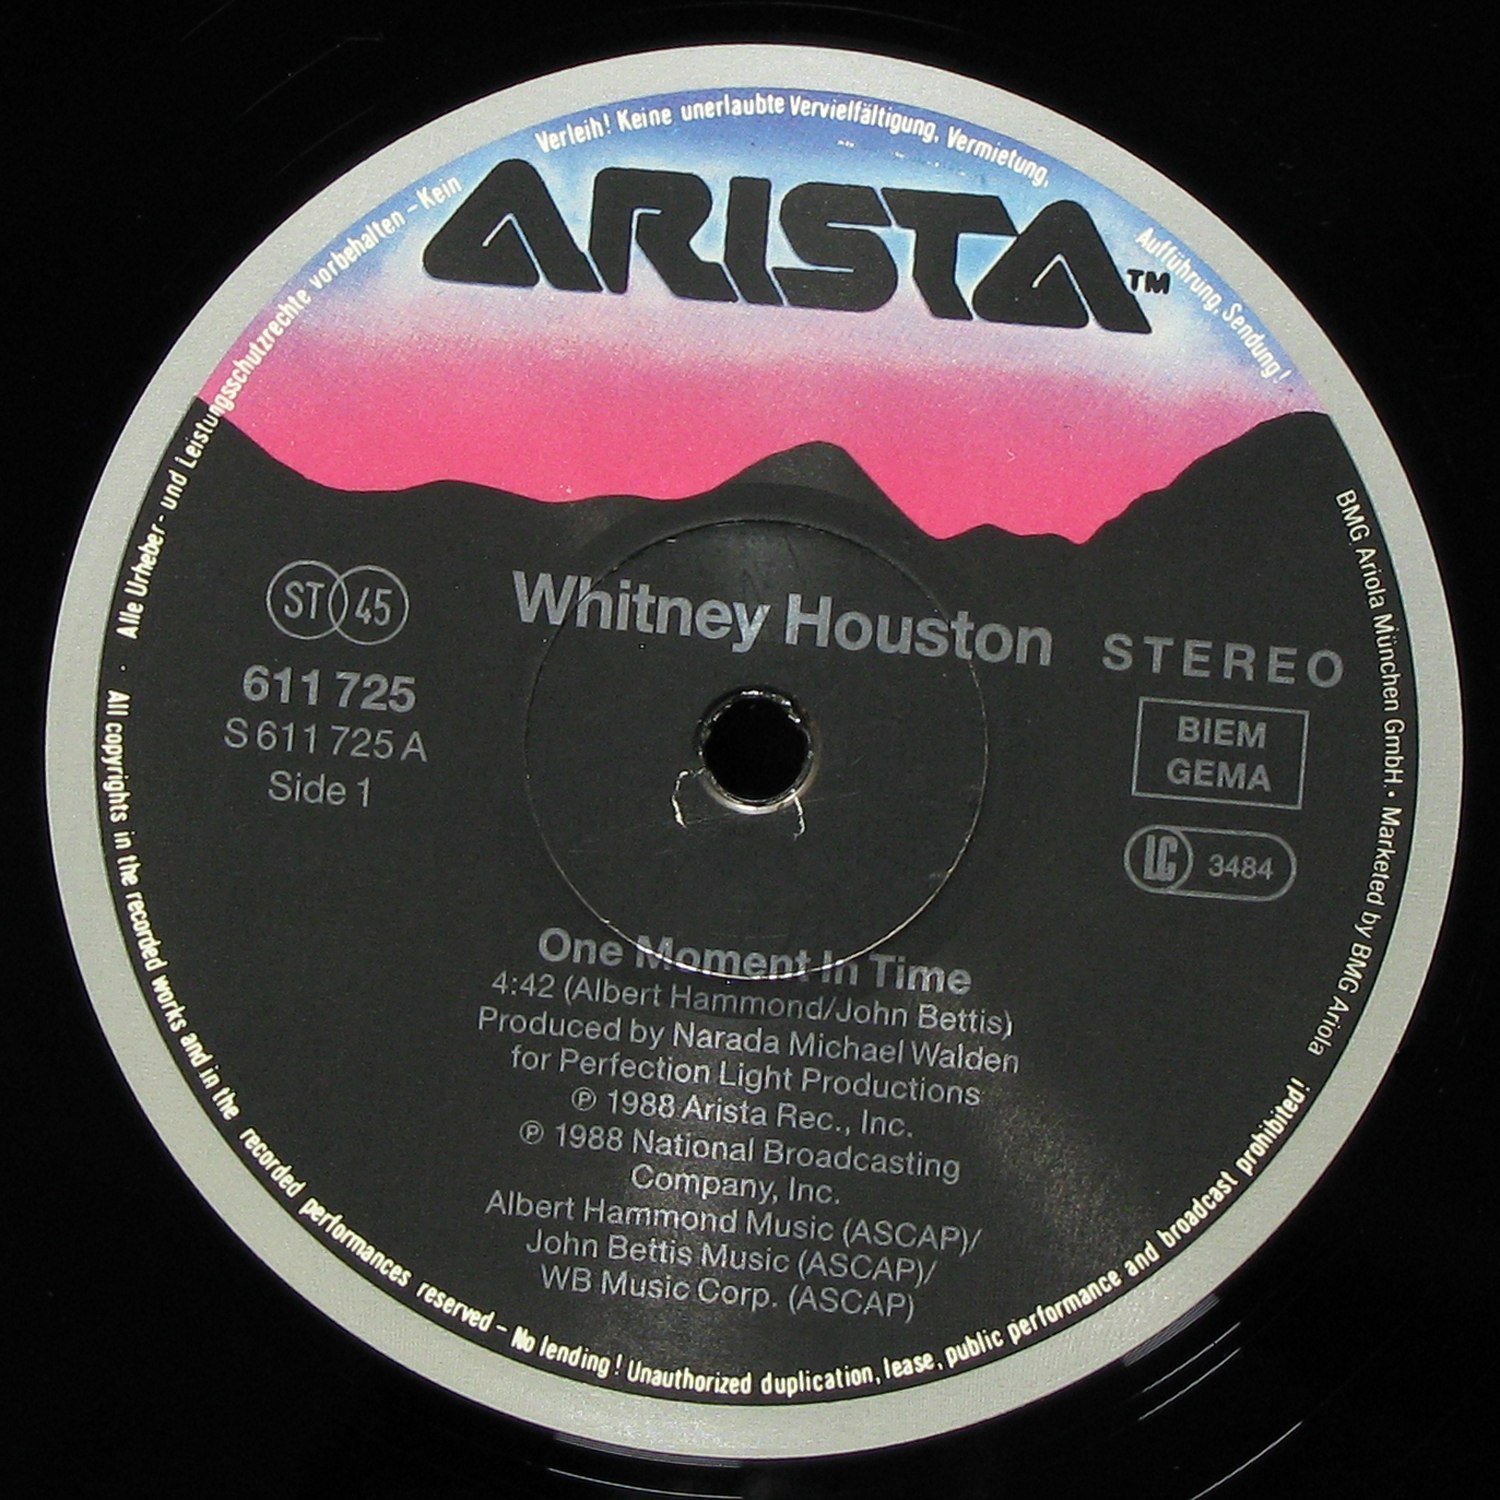 ARISTA™
Whitney Houston
ST 45
611 725
S 611 725 A
Side 1
STEREO
BIEM
GEMA
LC 3484
One Moment In Time
4:42 (Albert Hammond/John Bettis)
Produced by Narada Michael Walden
for Perfection Light Productions
℗ 1988 Arista Rec., Inc.
℗ 1988 National Broadcasting
Company, Inc.
Albert Hammond Music (ASCAP)/
John Bettis Music (ASCAP)/
WB Music Corp. (ASCAP)
Alle Urheber- und Leistungsschutzrechte vorbehalten – Kein Verleih! Keine unerlaubte Vervielfältigung, Vermietung, Aufführung, Sendung!
BMG Ariola München GmbH. • Marketed by BMG Ariola
· All copyrights in the recorded works and in the recorded performances reserved – No lending! Unauthorized duplication, lease, public performance and broadcast prohibited!